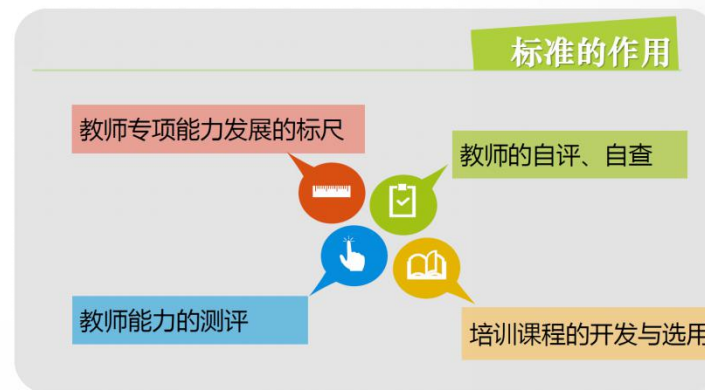 标准的作用
教师专项能力发展的标尺
教师的自评、自查
教师能力的测评
培训课程的开发与选用